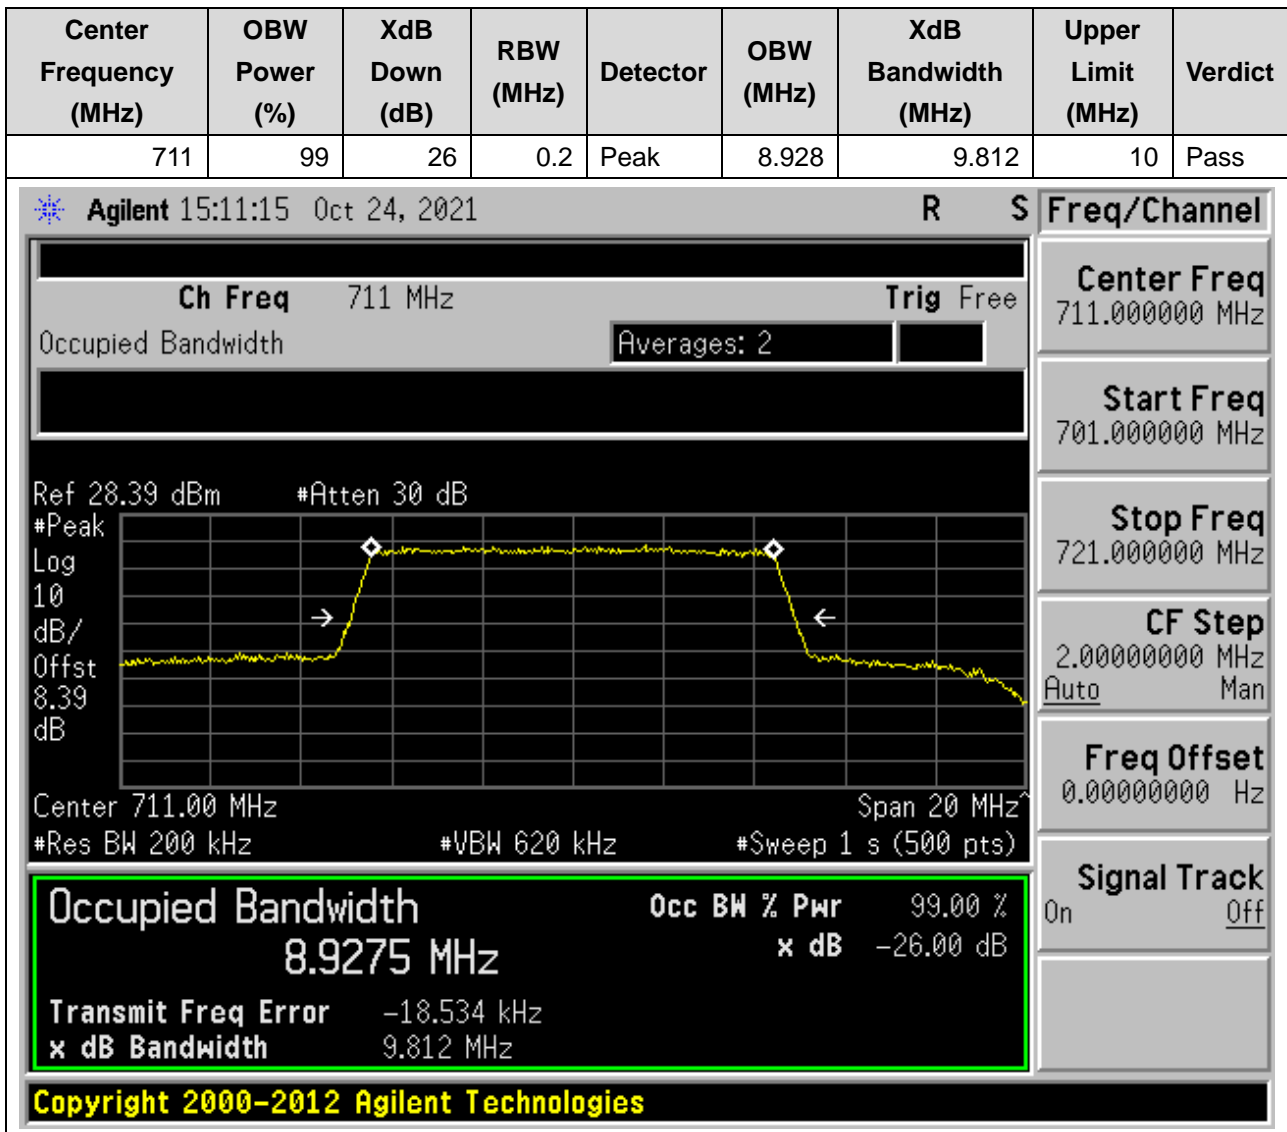 Center Frequency (MHz) OBW Power (%) XdB Down (dB) RBW (MHz) Detector OBW (MHz) XdB Bandwidth (MHz) Upper Limit (MHz) Verdict
711 99 26 0.2 Peak 8.928 9.812 10 Pass
Agilent 15:11:15 Oct 24, 2021 R S Freq/Channel
Ch Freq 711 MHz Trig Free
Occupied Bandwidth Averages: 2
Center Freq
711.000000 MHz
Start Freq
701.000000 MHz
Ref 28.39 dBm #Atten 30 dB
#Peak
Log
10
dB/
Offst
8.39
dB
Stop Freq
721.000000 MHz
CF Step
2.00000000 MHz
Auto Man
Freq Offset
0.00000000 Hz
Center 711.00 MHz Span 20 MHz^
#Res BW 200 kHz #VBW 620 kHz #Sweep 1 s (500 pts)
Signal Track
On Off
Occupied Bandwidth Occ BW % Pwr 99.00 %
8.9275 MHz x dB -26.00 dB
Transmit Freq Error -18.534 kHz
x dB Bandwidth 9.812 MHz
Copyright 2000-2012 Agilent Technologies